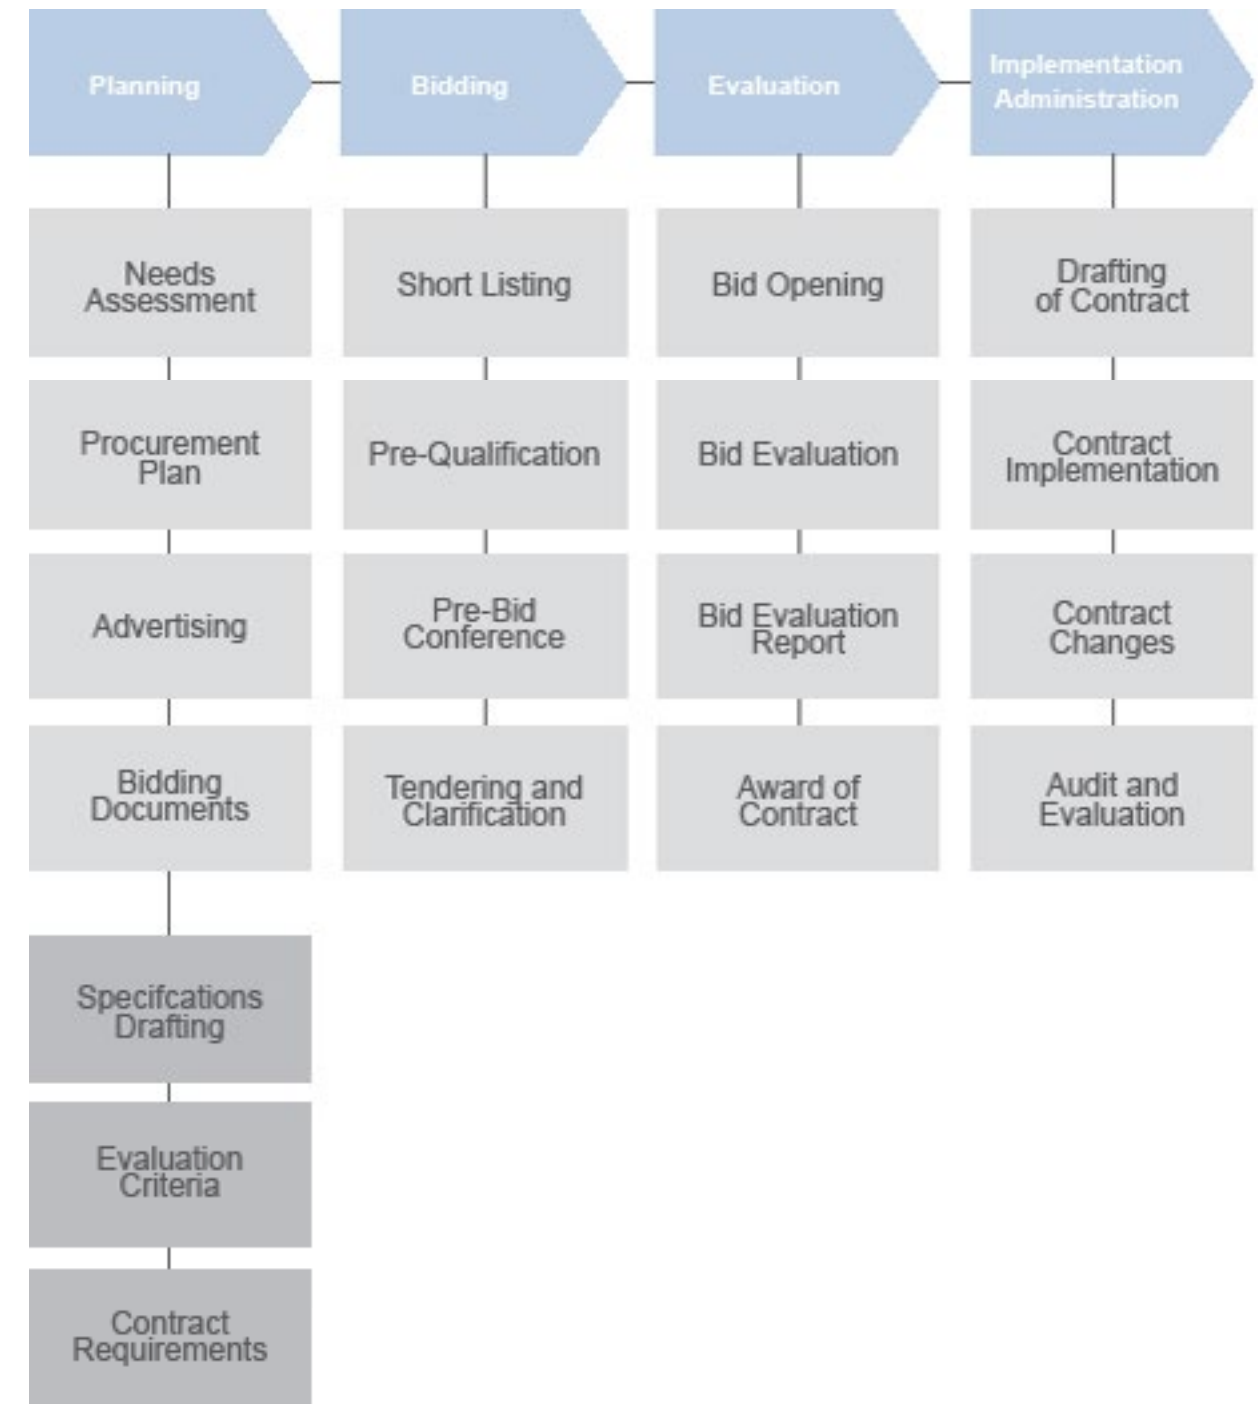 Planning
Bidding
Evaluation
Implementation
Administration
Needs
Assessment
Short Listing
Bid Opening
Drafting
of Contract
Procurement
Plan
Pre-Qualification
Bid Evaluation
Contract
Implementation
Advertising
Pre-Bid
Conference
Bid Evaluation
Report
Contract
Changes
Bidding
Documents
Tendering and
Clarification
Award of
Contract
Audit and
Evaluation
Specifcations
Drafting
Evaluation
Criteria
Contract
Requirements